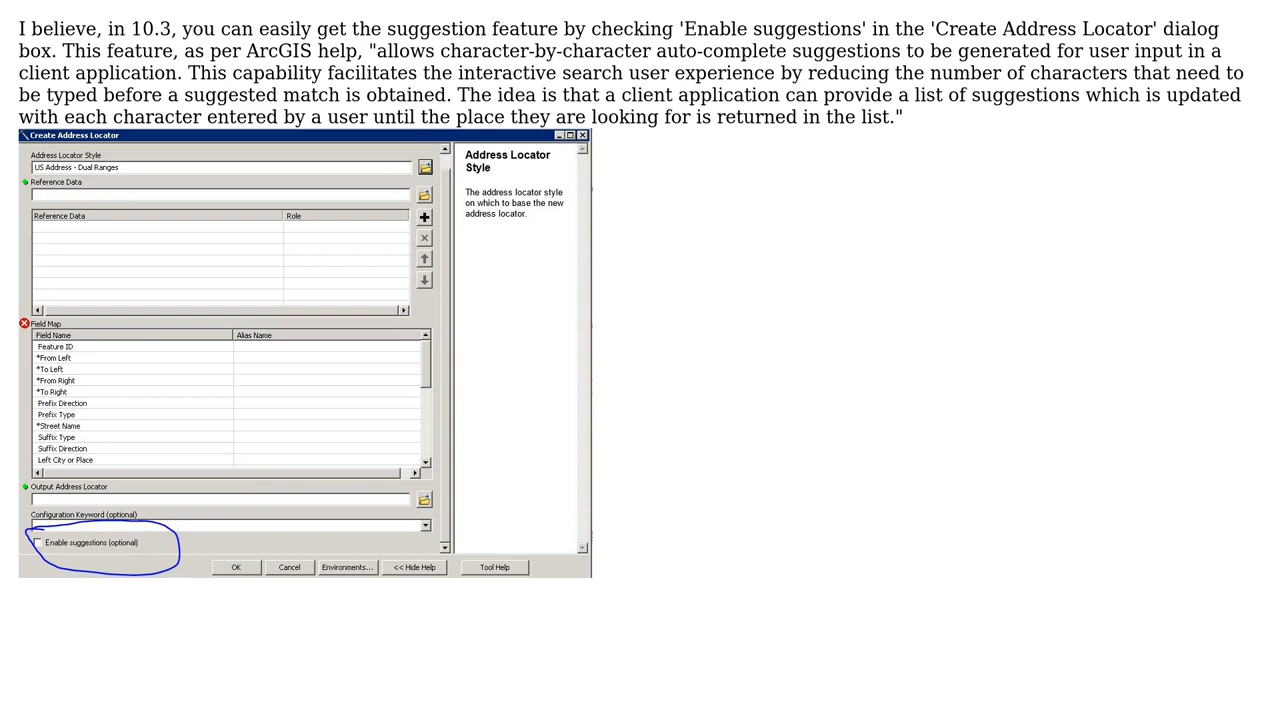 I believe, in 10.3, you can easily get the suggestion feature by checking 'Enable suggestions' in the 'Create Address Locator' dialog
box. This feature, as per ArcGIS help, "allows character-by-character auto-complete suggestions to be generated for user input in a
client application. This capability facilitates the interactive search user experience by reducing the number of characters that need to
be typed before a suggested match is obtained. The idea is that a client application can provide a list of suggestions which is updated
with each character entered by a user until the place they are looking for is returned in the list."
Create Address Locator
Address Locator Style
US Address - Dual Ranges
Reference Data
Reference Data Role
Field Map
Field Name Alias Name
Feature ID
*From Left
*To Left
*From Right
*To Right
Prefix Direction
Prefix Type
*Street Name
Suffix Type
Suffix Direction
Left City or Place
Output Address Locator
Configuration Keyword (optional)
Enable suggestions (optional)
OK Cancel Environments... << Hide Help Tool Help
Address Locator
Style
The address locator style
on which to base the new
address locator.